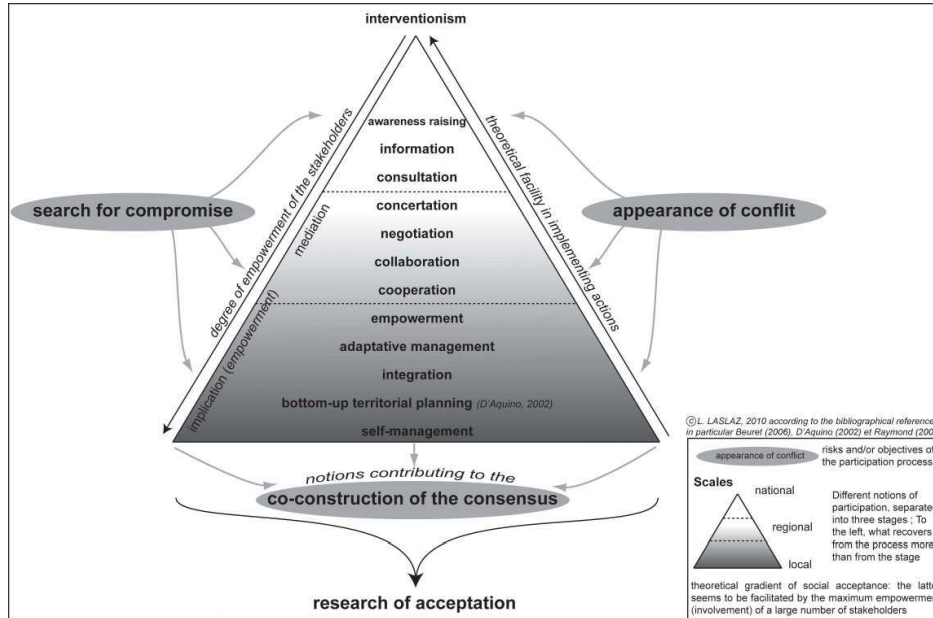 interventionism
awareness raising
information
consultation
concertation
negotiation
collaboration
cooperation
empowerment
adaptative management
integration
bottom-up territorial planning (D'Aquino, 2002)
self-management
degree of empowerment of the stakeholders
mediation
implication (empowerment)
theoretical facility in implementing actions
search for compromise
appearance of conflit
notions contributing to the
co-construction of the consensus
research of acceptation
© L. LASLAZ, 2010 according to the bibliographical reference
in particular Beuret (2006), D'Aquino (2002) et Raymond (200
appearance of conflict
risks and/or objectives of
the participation process
Scales
national
regional
local
Different notions of
participation, separate
into three stages ; To
the left, what recovers
from the process more
than from the stage
theoretical gradient of social acceptance: the latte
seems to be facilitated by the maximum empowerme
(involvement) of a large number of stakeholders